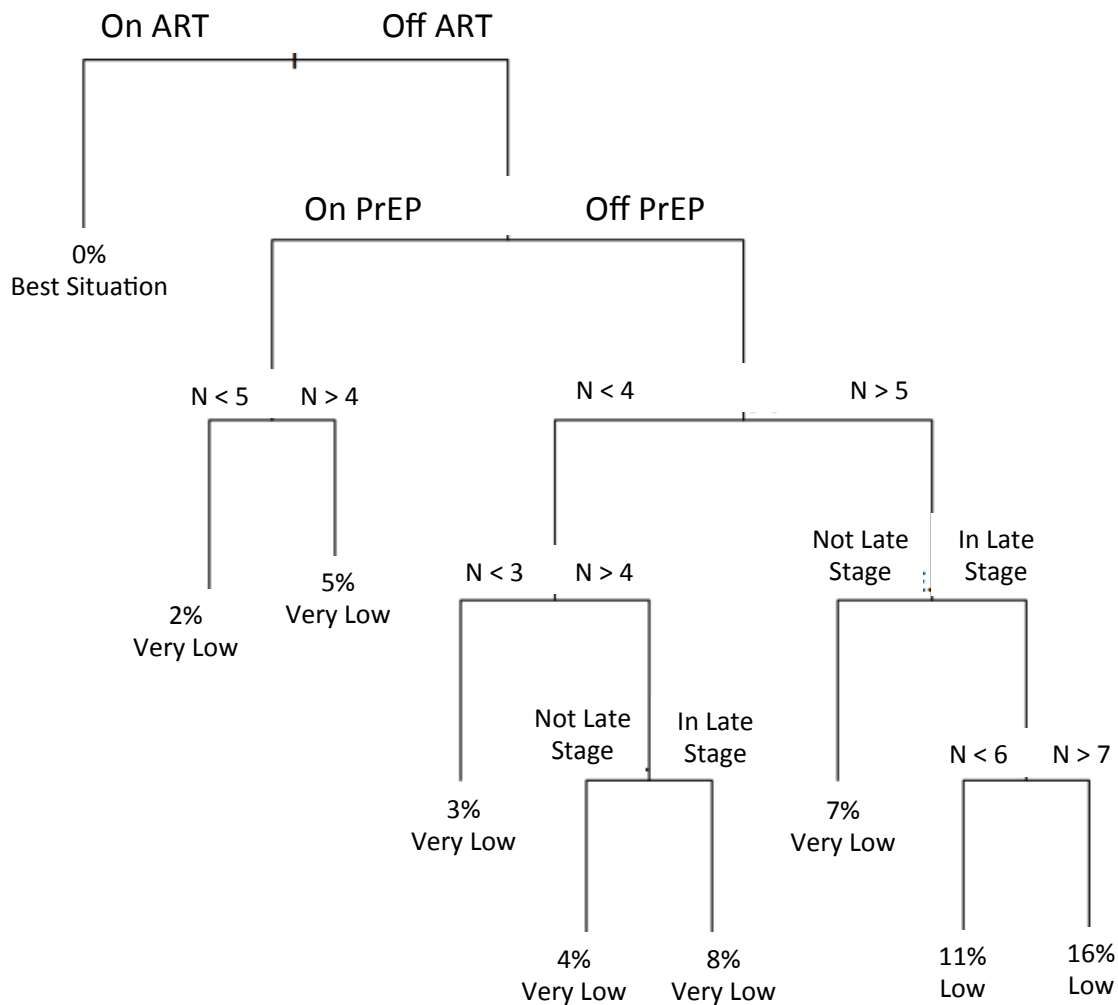 On ART Off ART
On PrEP Off PrEP
0%
Best Situation
N < 5 N > 4
N < 4 N > 5
2%
Very Low
5%
Very Low
N < 3 N > 4
Not Late
Stage
In Late
Stage
3%
Very Low
Not Late
Stage
In Late
Stage
7%
Very Low
N < 6 N > 7
4%
Very Low
8%
Very Low
11%
Low
16%
Low